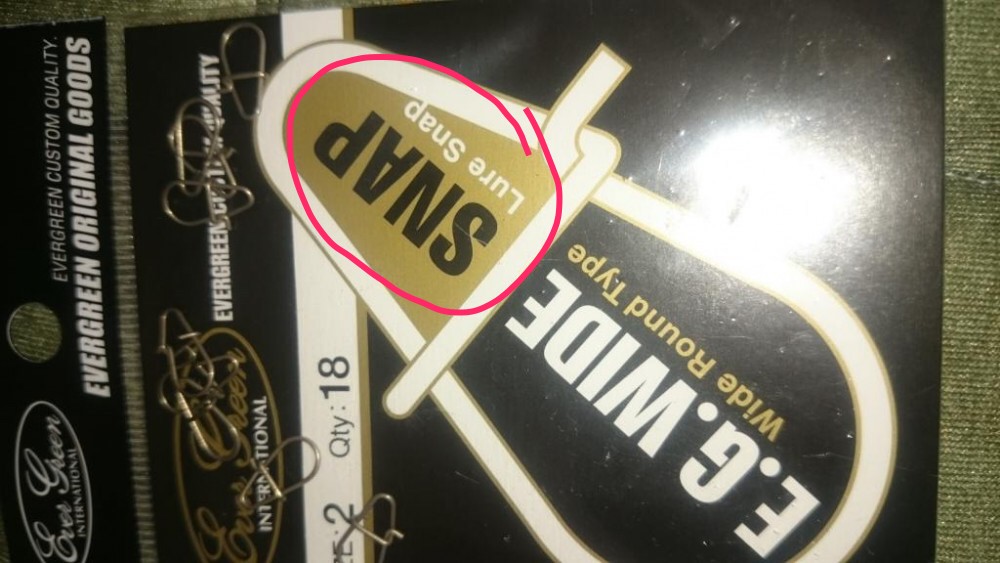 EVERGREEN CUSTOM QUALITY.
EVERGREEN ORIGINAL GOODS
Ever Green
INTERNATIONAL
EVERGREEN QUALITY
Ever Green
INTERNATIONAL
2 Qty:18
E.G.WIDE
Wide Round Type
SNAP
Lure Snap